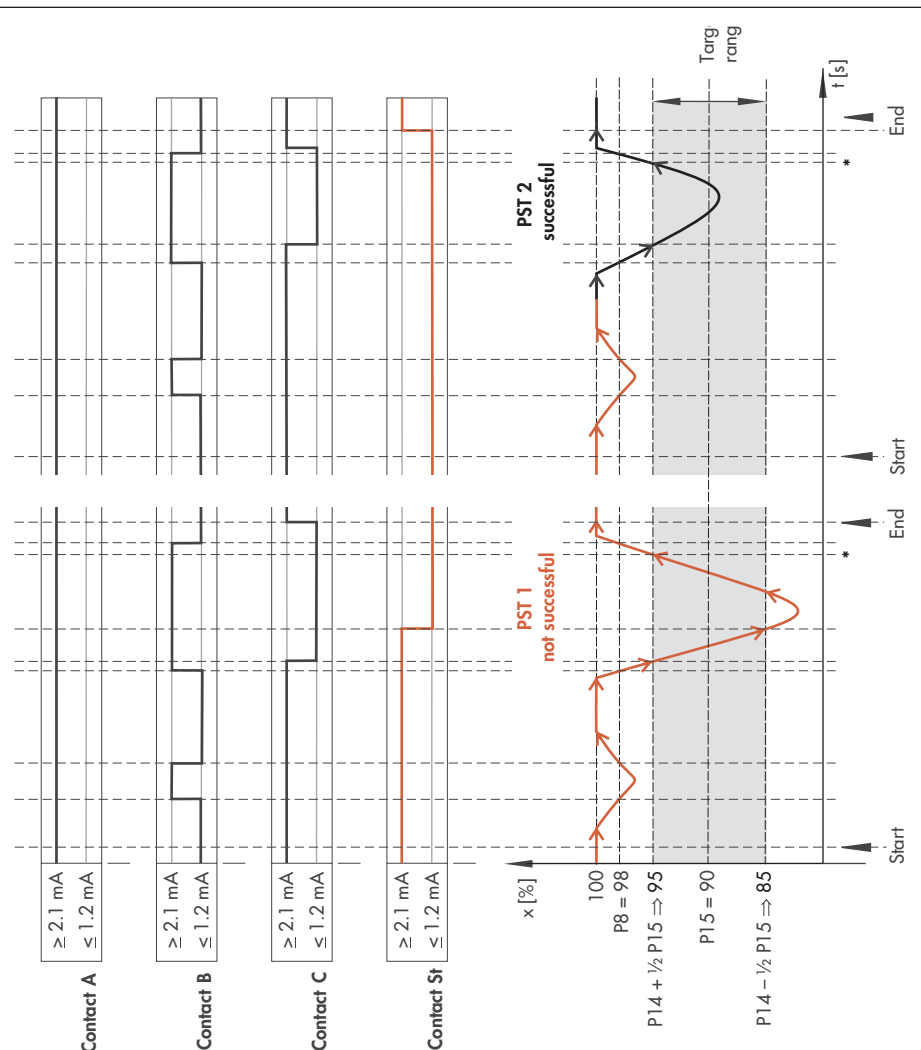 Contact A
≥ 2.1 mA
≤ 1.2 mA
Contact B
≥ 2.1 mA
≤ 1.2 mA
Contact C
≥ 2.1 mA
≤ 1.2 mA
Contact St
≥ 2.1 mA
≤ 1.2 mA
PST 1
not successful
PST 2
successful
x [%]
100
P8 = 98
P14 + ½ P15 ⇒ 95
P15 = 90
P14 − ½ P15 ⇒ 85
Targ
rang
t [s]
Start
*
End
Start
*
End